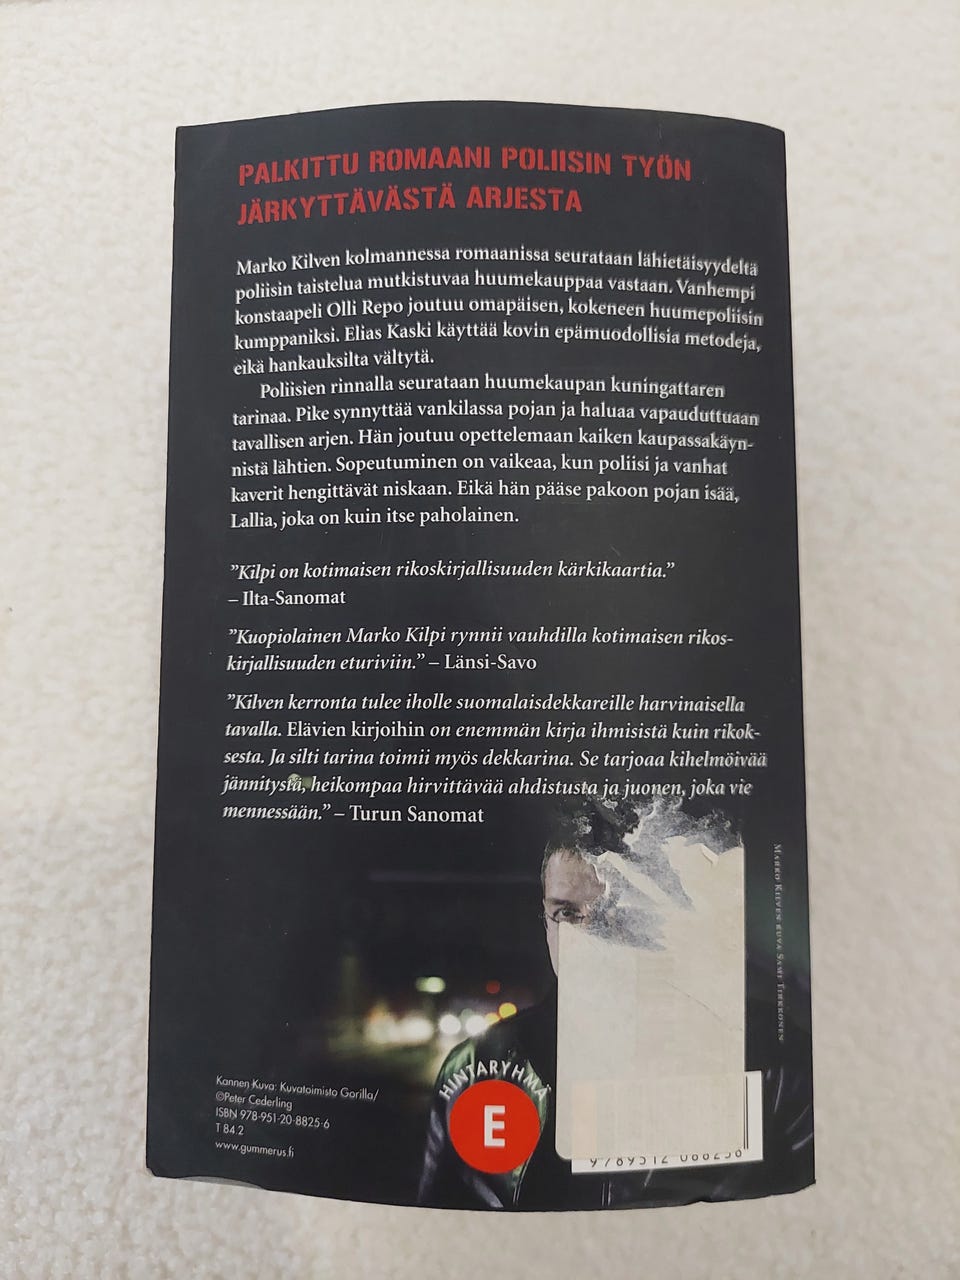 PALKITTU ROMAANI POLIISIN TYÖN
JÄRKYTTÄVÄSTÄ ARJESTA
Marko Kilven kolmannessa romaanissa seurataan lähietäisyydeltä
poliisin taistelua mutkistuvaa huumekauppaa vastaan. Vanhempi
konstaapeli Olli Repo joutuu omapäisen, kokeneen huumepoliisin
kumppaniksi. Elias Kaski käyttää kovin epämuodollisia metodeja,
eikä hankauksilta vältytä.
Poliisien rinnalla seurataan huumekaupan kuningattaren
tarinaa. Pike synnyttää vankilassa pojan ja haluaa vapauduttuaan
tavallisen arjen. Hän joutuu opettelemaan kaiken kaupassakäyn-
nistä lähtien. Sopeutuminen on vaikeaa, kun poliisi ja vanhat
kaverit hengittävät niskaan. Eikä hän pääse pakoon pojan isää,
Lallia, joka on kuin itse paholainen.
”Kilpi on kotimaisen rikoskirjallisuuden kärkikaartia.”
– Ilta-Sanomat
”Kuopiolainen Marko Kilpi rynnii vauhdilla kotimaisen rikos-
kirjallisuuden eturiviin.” – Länsi-Savo
”Kilven kerronta tulee iholle suomalaisdekkareille harvinaisella
tavalla. Elävien kirjoihin on enemmän kirja ihmisistä kuin rikok-
sesta. Ja silti tarina toimii myös dekkarina. Se tarjoaa kihelmöivää
jännitystä, heikompaa hirvittävää ahdistusta ja juonen, joka vie
mennessään.” – Turun Sanomat
MARKO KILVEN KUVA SAMI TIRKKONEN
Kannen Kuva: Kuvatoimisto Gorilla/
©Peter Cederling
ISBN 978-951-20-8825-6
T 84.2
www.gummerus.fi
HINTARYHMÄ
E
9 789512 088256